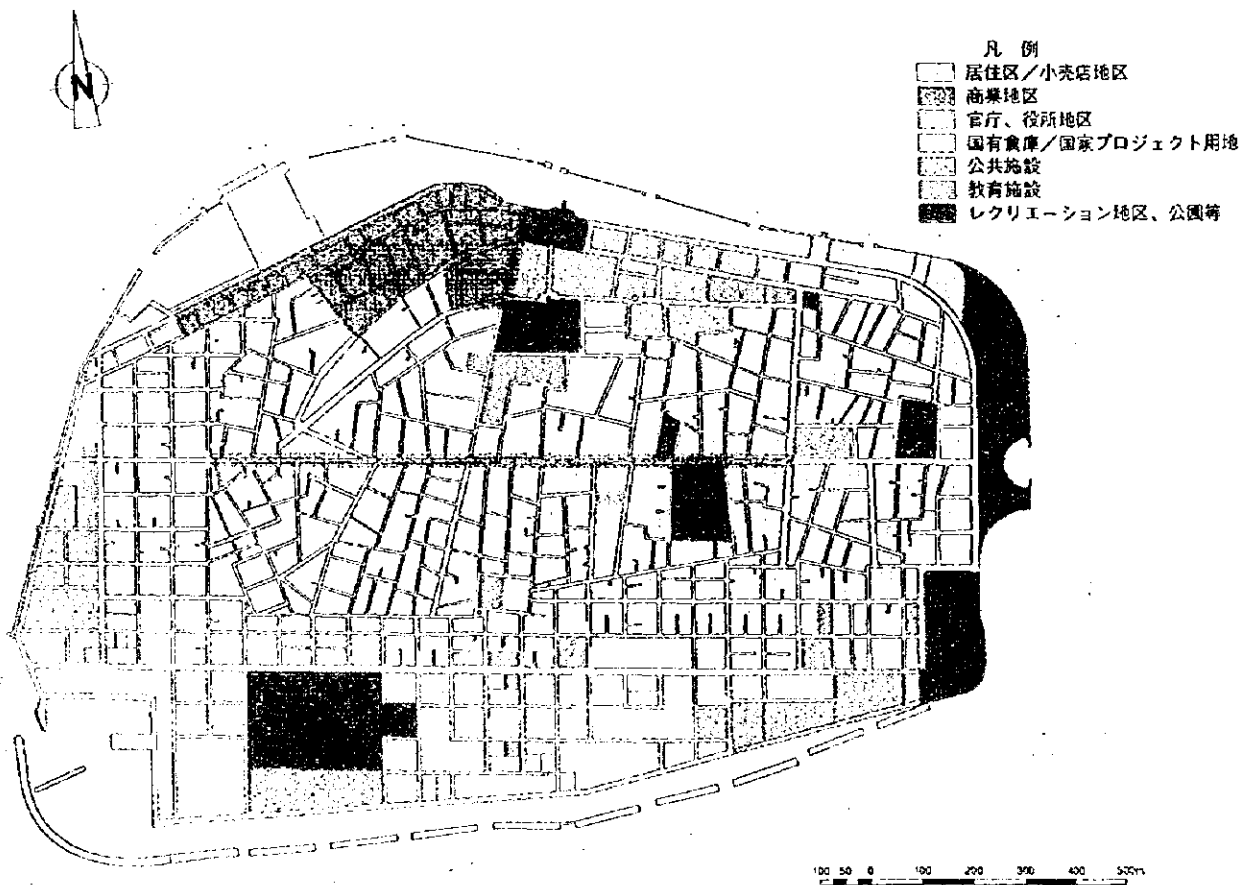 N
凡 例
居住区／小売店地区
商業地区
官庁、役所地区
国有倉庫／国家プロジェクト用地
公共施設
教育施設
レクリエーション地区、公園等
100 50 0 100 200 300 400 500m